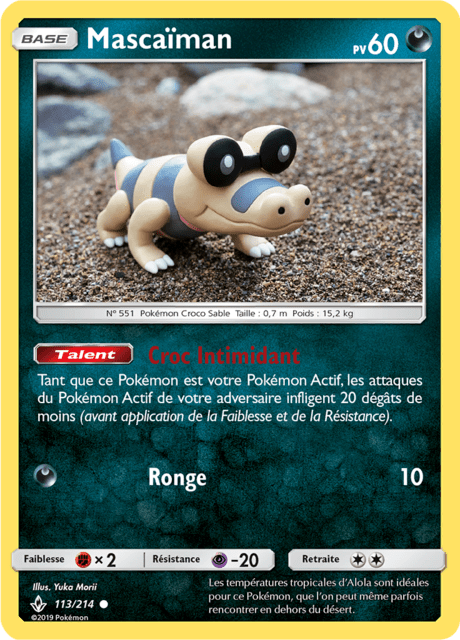 BASE Mascaïman PV60
N° 551 Pokémon Croco Sable Taille : 0,7 m Poids : 15,2 kg
Talent Croc Intimidant
Tant que ce Pokémon est votre Pokémon Actif, les attaques
du Pokémon Actif de votre adversaire infligent 20 dégâts de
moins (avant application de la Faiblesse et de la Résistance).
Ronge 10
Faiblesse ×2 Résistance -20 Retraite
Illus. Yuka Morii
113/214
©2019 Pokémon
Les températures tropicales d'Alola sont idéales
pour ce Pokémon, que l'on peut même parfois
rencontrer en dehors du désert.